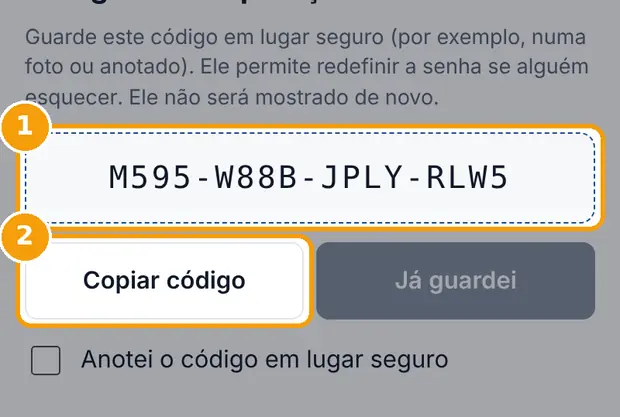 Guarde este código em lugar seguro (por exemplo, numa
foto ou anotado). Ele permite redefinir a senha se alguém
esquecer. Ele não será mostrado de novo.
1
M595-W88B-JPLY-RLW5
2
Copiar código
Já guardei
Anotei o código em lugar seguro